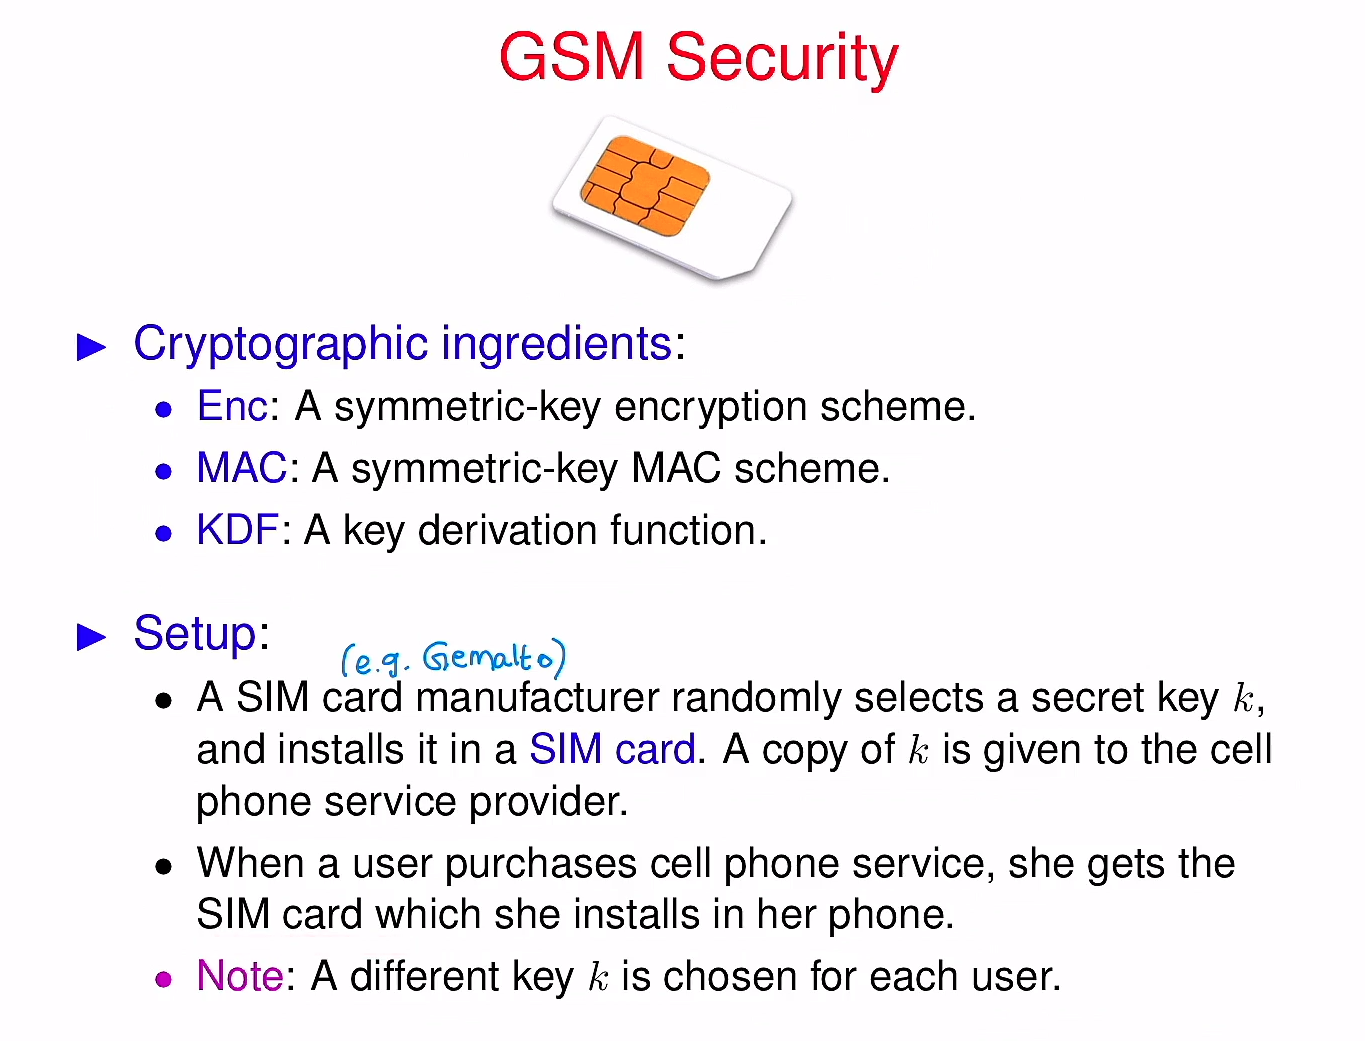 GSM Security
▶ Cryptographic ingredients:
• Enc: A symmetric-key encryption scheme.
• MAC: A symmetric-key MAC scheme.
• KDF: A key derivation function.
▶ Setup:
(e.g. Gemalto)
• A SIM card manufacturer randomly selects a secret key k,
and installs it in a SIM card. A copy of k is given to the cell
phone service provider.
• When a user purchases cell phone service, she gets the
SIM card which she installs in her phone.
• Note: A different key k is chosen for each user.